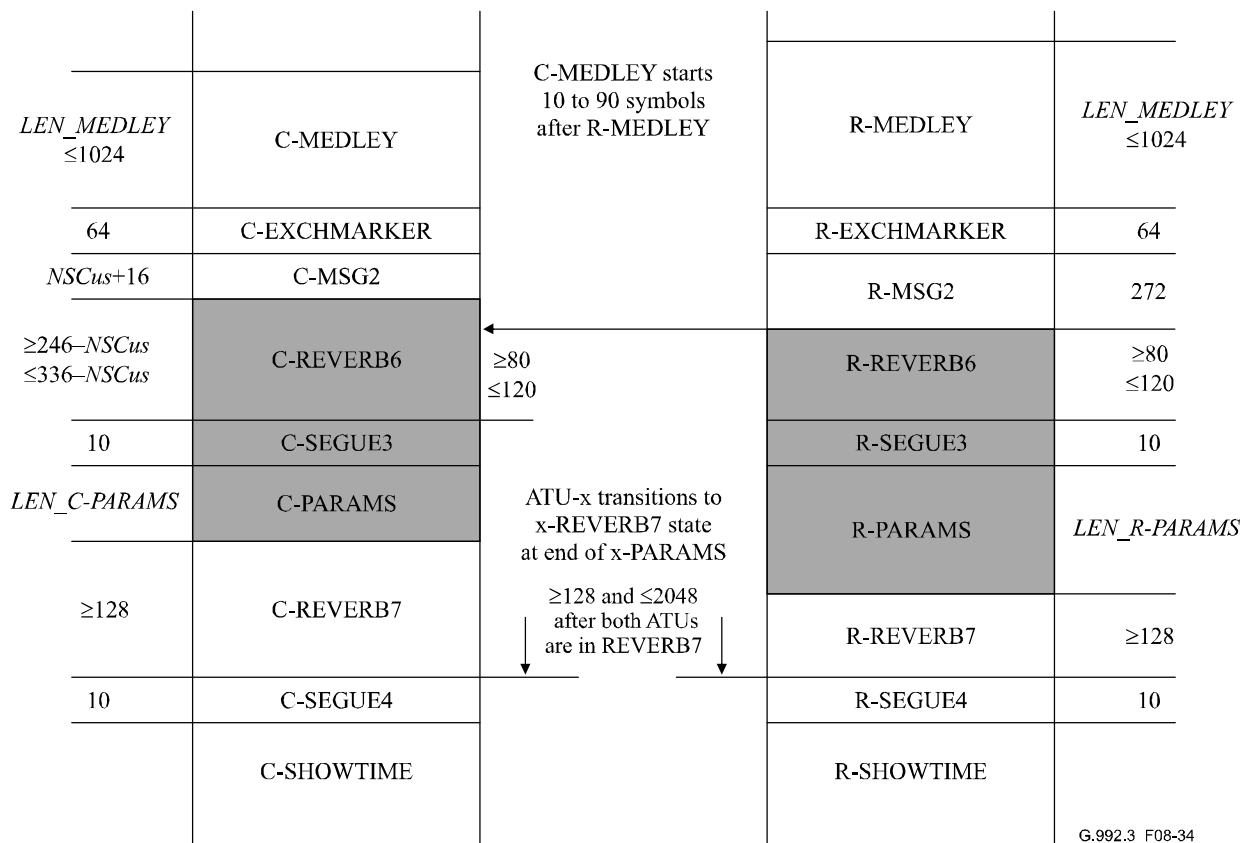 C-MEDLEY starts
10 to 90 symbols
after R-MEDLEY
LEN_MEDLEY
≤1024
C-MEDLEY
R-MEDLEY
LEN_MEDLEY
≤1024
64
C-EXCHMARKER
R-EXCHMARKER
64
NSCus+16
C-MSG2
R-MSG2
272
≥246–NSCus
≤336–NSCus
C-REVERB6
≥80
≤120
R-REVERB6
≥80
≤120
10
C-SEGUE3
R-SEGUE3
10
LEN_C-PARAMS
C-PARAMS
ATU-x transitions to
x-REVERB7 state
at end of x-PARAMS
R-PARAMS
LEN_R-PARAMS
≥128
C-REVERB7
≥128 and ≤2048
after both ATUs
are in REVERB7
R-REVERB7
≥128
10
C-SEGUE4
R-SEGUE4
10
C-SHOWTIME
R-SHOWTIME
G.992.3_F08-34